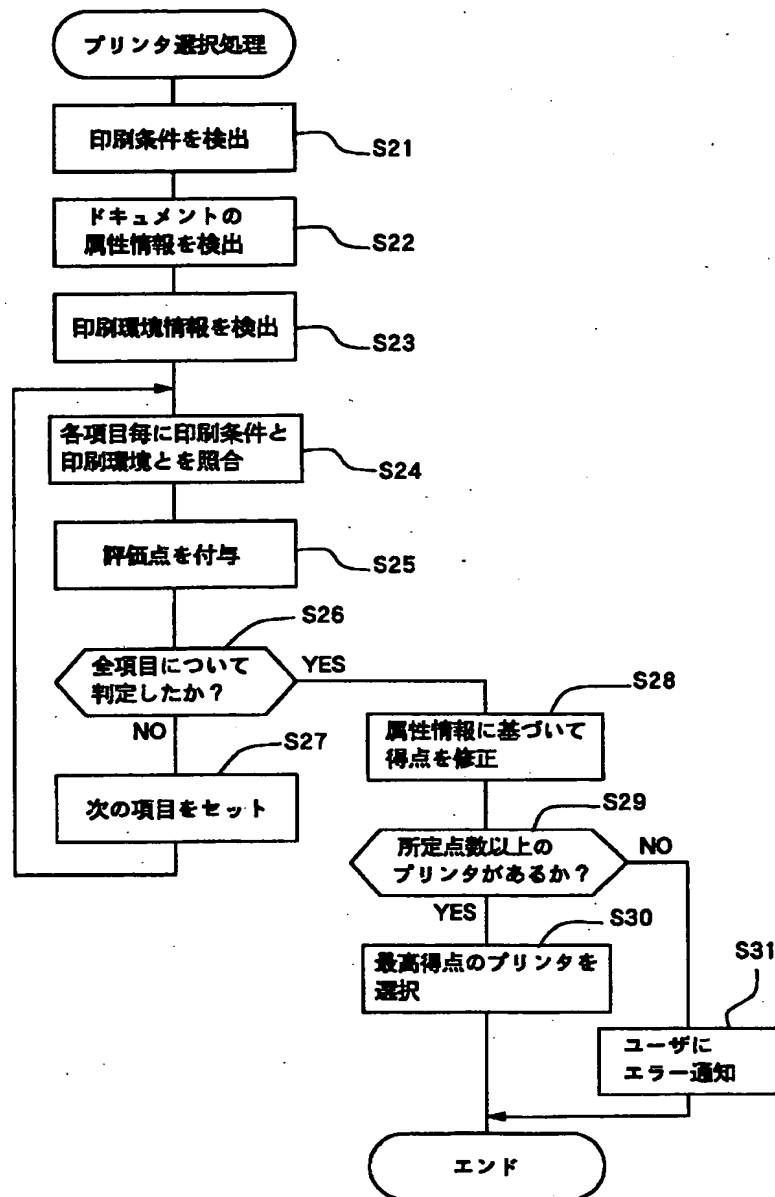 プリンタ選択処理
印刷条件を検出
S21
ドキュメントの
属性情報を検出
S22
印刷環境情報を検出
S23
各項目毎に印刷条件と
印刷環境とを照合
S24
評価点を付与
S25
S26
全項目について
判定したか？
YES
NO
S27
次の項目をセット
S28
属性情報に基づいて
得点を修正
S29
所定点数以上の
プリンタがあるか？
NO
YES
S30
最高得点のプリンタを
選択
S31
ユーザに
エラー通知
エンド